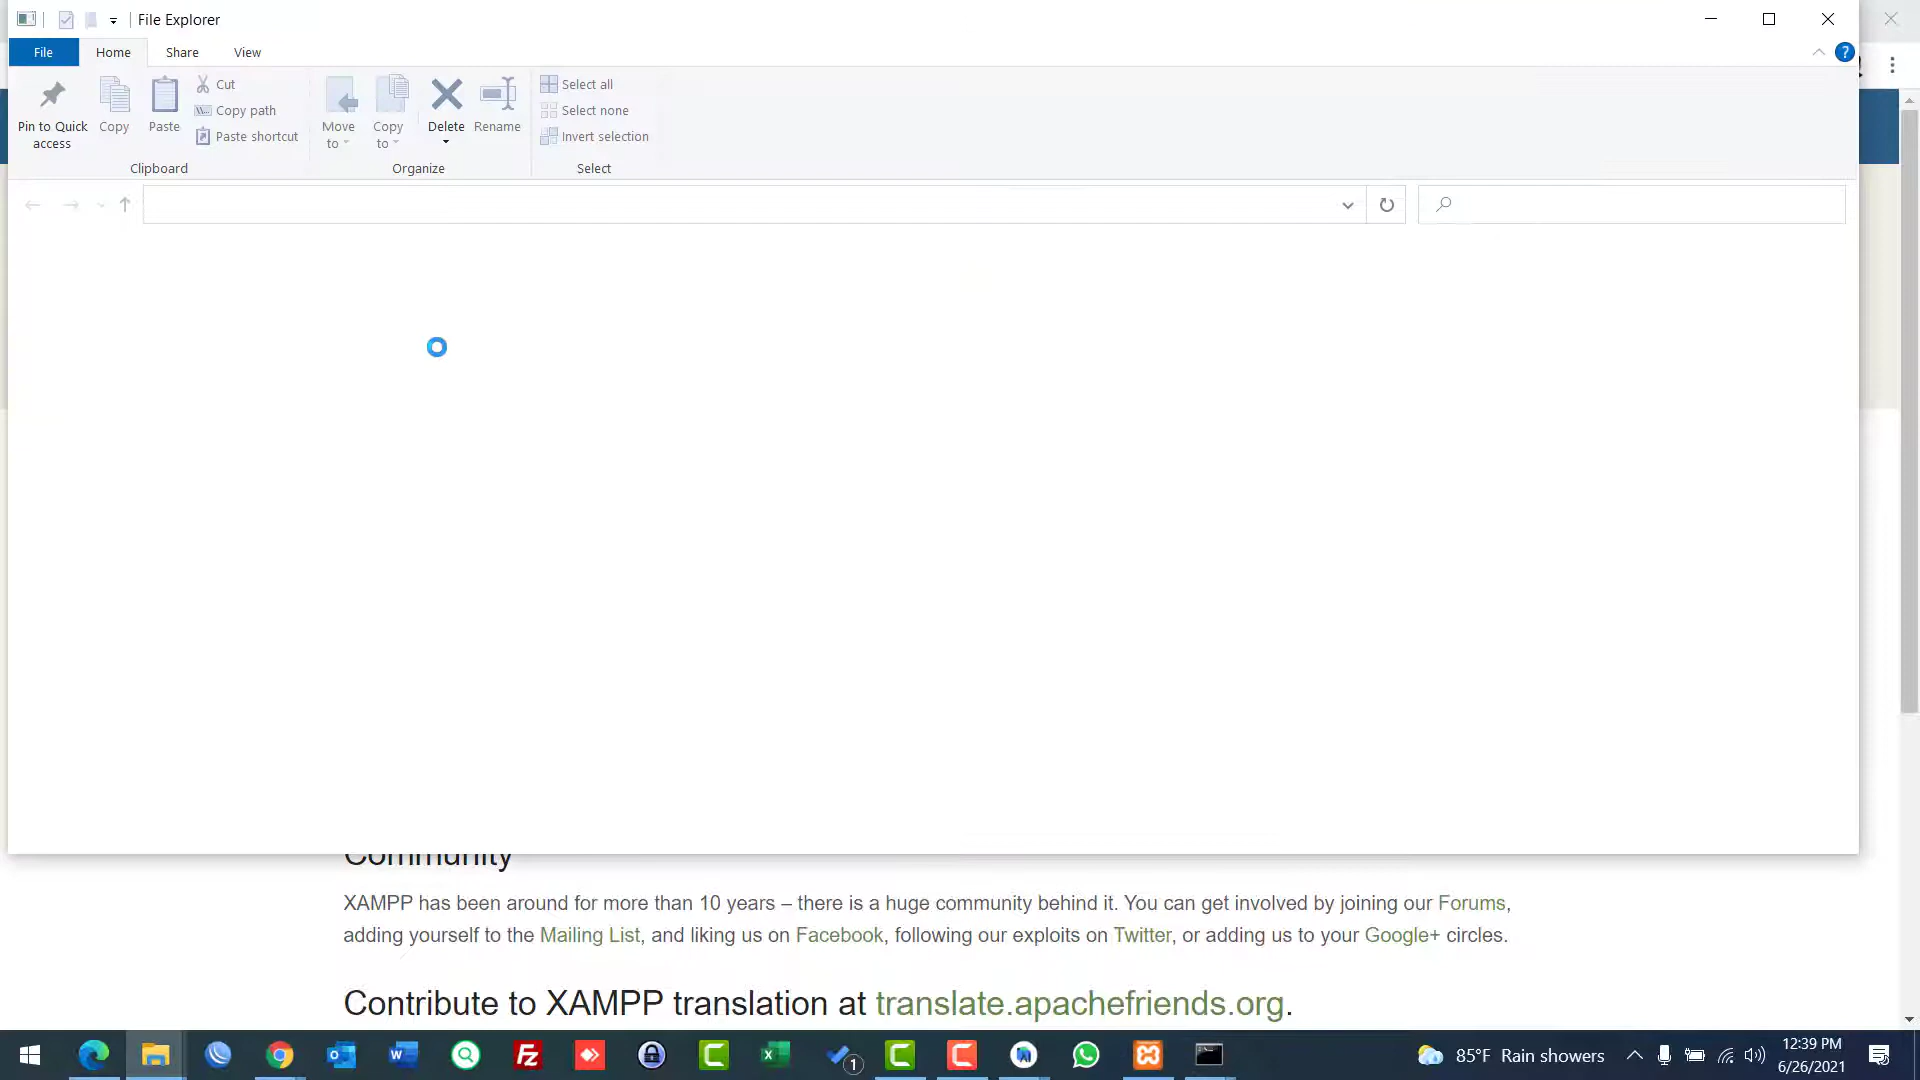 File Explorer
File Home Share View
Pin to Quick access
Copy
Paste
Cut
Copy path
Paste shortcut
Clipboard
Move to
Copy to
Delete
Rename
Organize
Select all
Select none
Invert selection
Select
Community
XAMPP has been around for more than 10 years – there is a huge community behind it. You can get involved by joining our Forums,
adding yourself to the Mailing List, and liking us on Facebook, following our exploits on Twitter, or adding us to your Google+ circles.
Contribute to XAMPP translation at translate.apachefriends.org.
1
85°F Rain showers
12:39 PM
6/26/2021